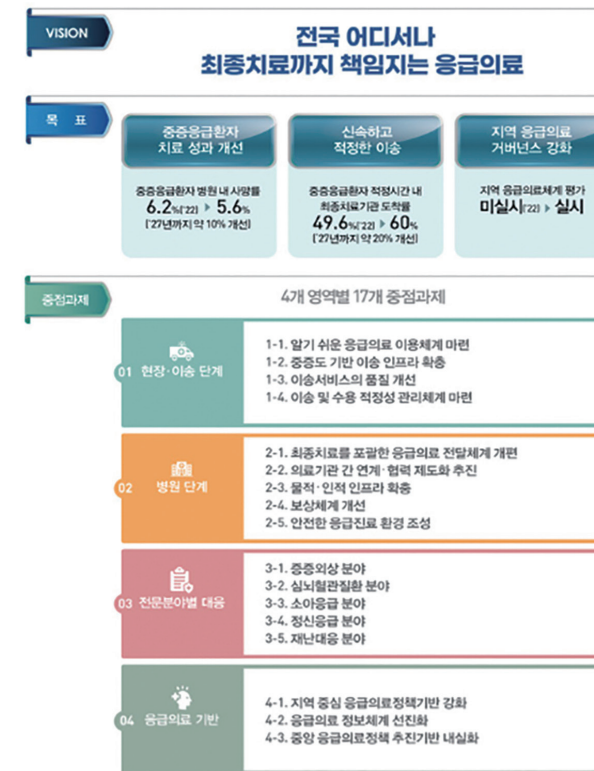 VISION
전국 어디서나
최종치료까지 책임지는 응급의료
목 표
중증응급환자
치료 성과 개선
중증응급환자 병원 내 사망률
6.2%('22) ▶ 5.6%
['27년까지 약 10% 개선]
신속하고
적정한 이송
중증응급환자 적정시간 내
최종치료기관 도착률
49.6%('22) ▶ 60%
['27년까지 약 20% 개선]
지역 응급의료
거버넌스 강화
지역 응급의료체계 평가
미실시('22) ▶ 실시
중점과제
4개 영역별 17개 중점과제
01 현장·이송 단계
1-1. 알기 쉬운 응급의료 이용체계 마련
1-2. 중증도 기반 이송 인프라 확충
1-3. 이송서비스의 품질 개선
1-4. 이송 및 수용 적정성 관리체계 마련
02 병원 단계
2-1. 최종치료를 포괄한 응급의료 전달체계 개편
2-2. 의료기관 간 연계·협력 제도화 추진
2-3. 물적·인적 인프라 확충
2-4. 보상체계 개선
2-5. 안전한 응급진료 환경 조성
03 전문분야별 대응
3-1. 중증외상 분야
3-2. 심뇌혈관질환 분야
3-3. 소아응급 분야
3-4. 정신응급 분야
3-5. 재난대응 분야
04 응급의료 기반
4-1. 지역 중심 응급의료정책기반 강화
4-2. 응급의료 정보체계 선진화
4-3. 중앙 응급의료정책 추진기반 내실화